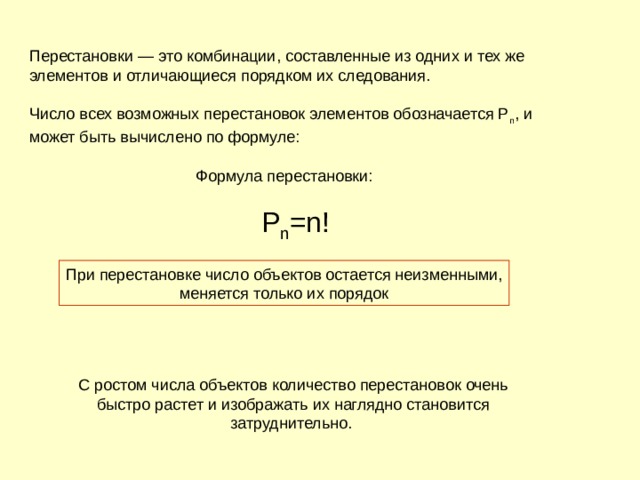 Перестановки — это комбинации, составленные из одних и тех же
элементов и отличающиеся порядком их следования.
Число всех возможных перестановок элементов обозначается Pn, и
может быть вычислено по формуле:
Формула перестановки:
Pn=n!
При перестановке число объектов остается неизменными,
меняется только их порядок
С ростом числа объектов количество перестановок очень
быстро растет и изображать их наглядно становится
затруднительно.